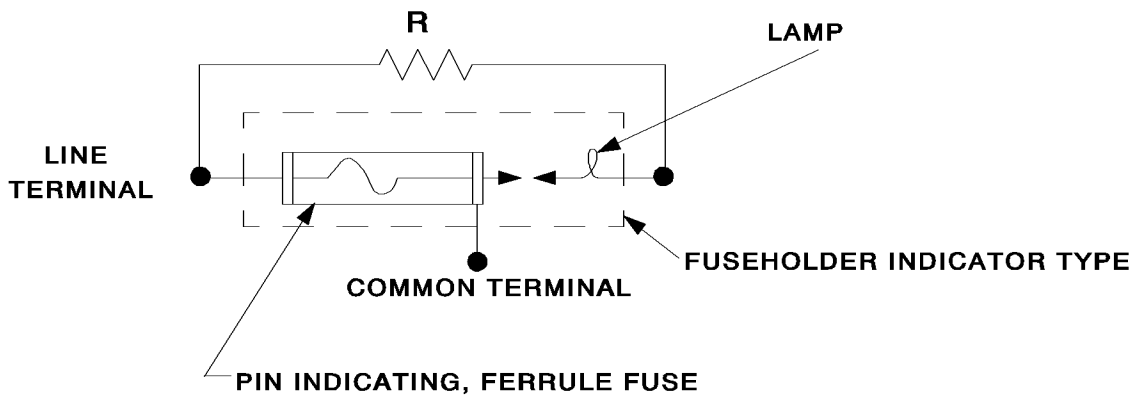 R
LAMP
LINE
TERMINAL
FUSEHOLDER INDICATOR TYPE
COMMON TERMINAL
PIN INDICATING, FERRULE FUSE